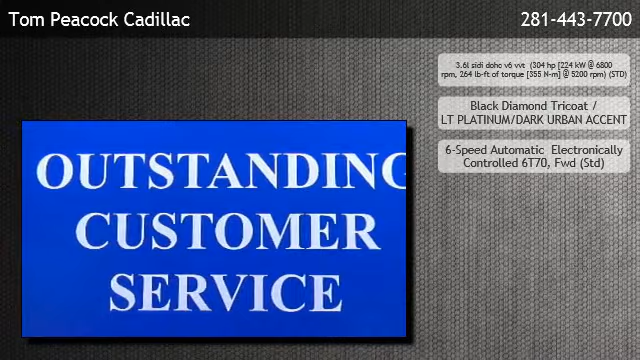 Tom Peacock Cadillac
281-443-7700
3.6l sidi dohc v6 vvt (304 hp [224 kW @ 6800
rpm, 264 lb-ft of torque [355 N-m] @ 5200 rpm) (STD)
Black Diamond Tricoat /
LT PLATINUM/DARK URBAN ACCENT
6-Speed Automatic Electronically
Controlled 6T70, Fwd (Std)
OUTSTANDING
CUSTOMER
SERVICE